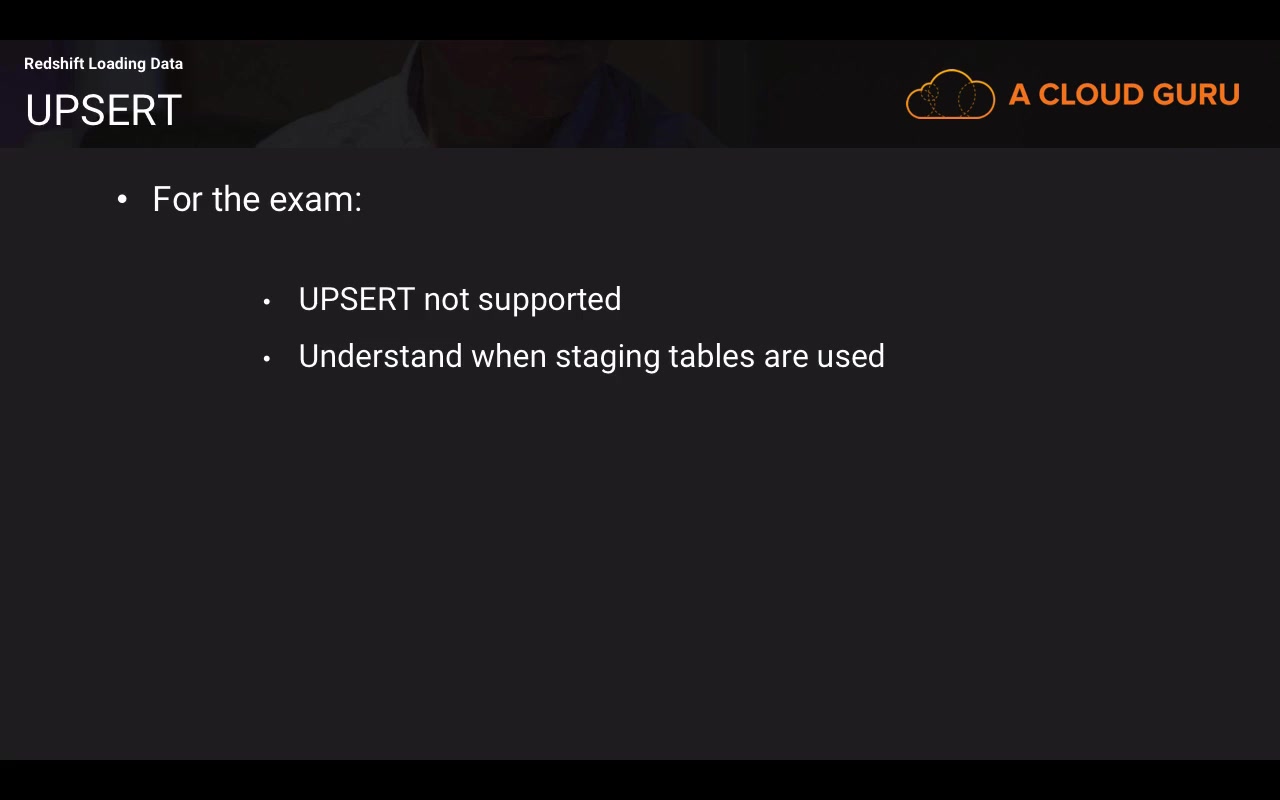 Redshift Loading Data
UPSERT
A CLOUD GURU
• For the exam:
• UPSERT not supported
• Understand when staging tables are used